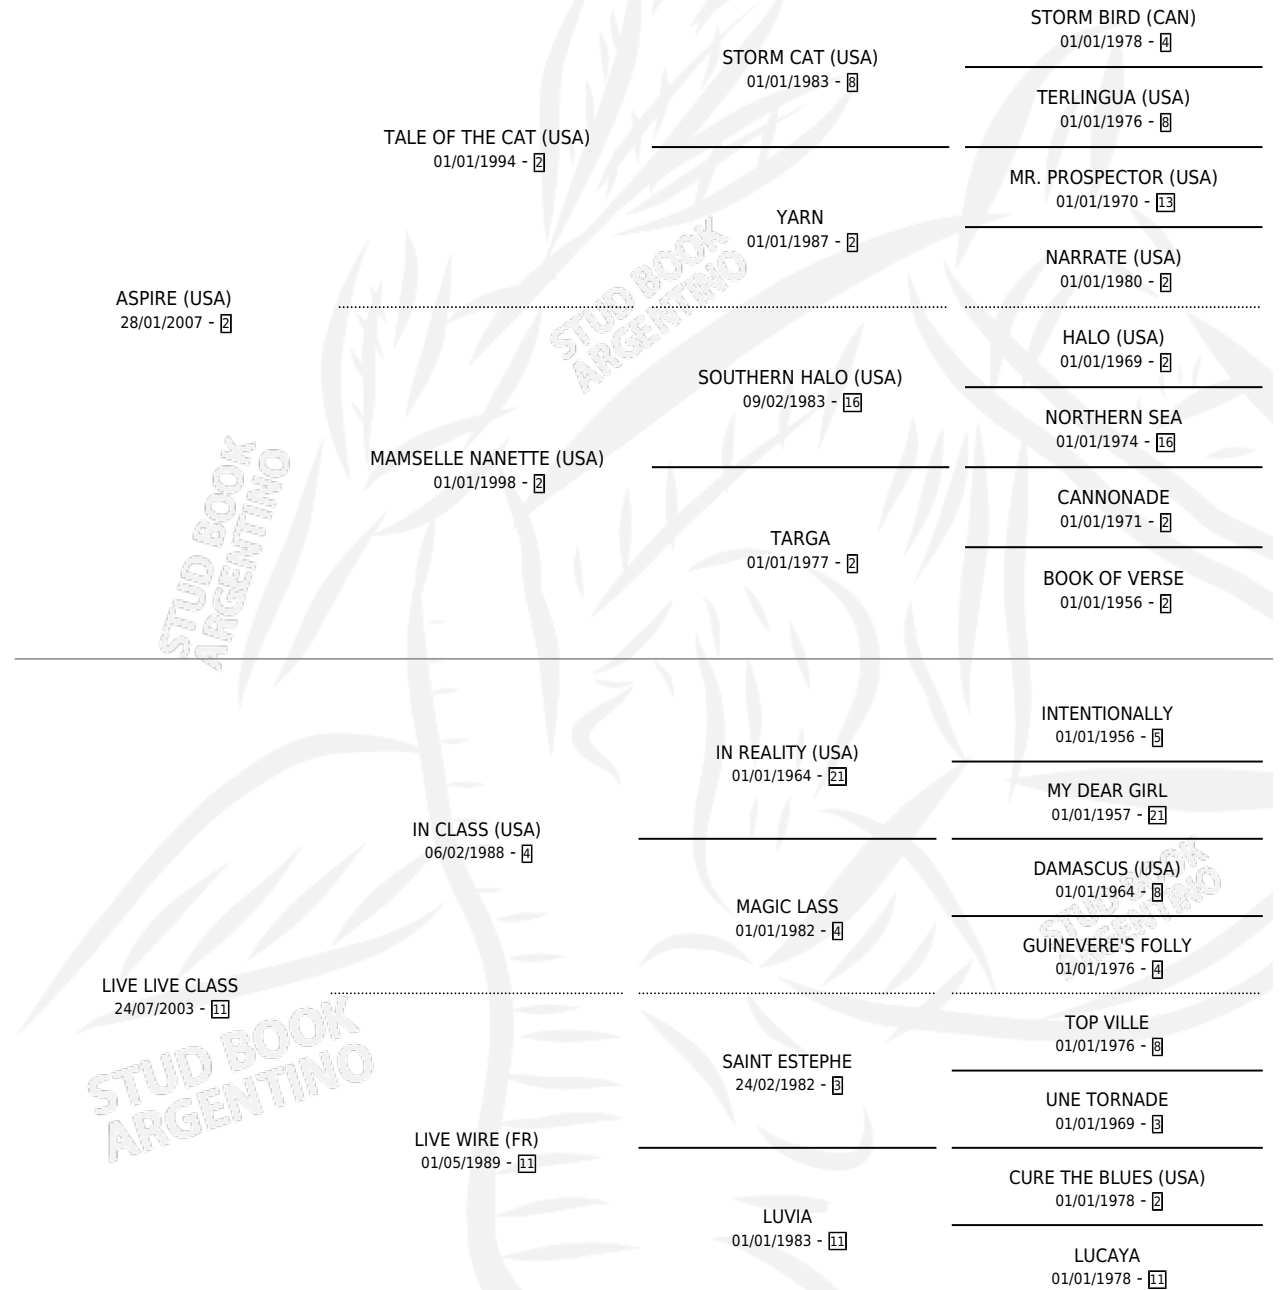 STORM BIRD (CAN)
01/01/1978 - 4
STORM CAT (USA)
01/01/1983 - 8
TERLINGUA (USA)
01/01/1976 - 8
TALE OF THE CAT (USA)
01/01/1994 - 2
MR. PROSPECTOR (USA)
01/01/1970 - 13
YARN
01/01/1987 - 2
NARRATE (USA)
01/01/1980 - 2
ASPIRE (USA)
28/01/2007 - 2
STUD BOOK
ARGENTINO
HALO (USA)
01/01/1969 - 2
SOUTHERN HALO (USA)
09/02/1983 - 16
NORTHERN SEA
01/01/1974 - 16
MAMSELLE NANETTE (USA)
01/01/1998 - 2
CANNONADE
01/01/1971 - 2
TARGA
01/01/1977 - 2
BOOK OF VERSE
01/01/1956 - 2
STUD BOOK
ARGENTINO
INTENTIONALLY
01/01/1956 - 5
IN REALITY (USA)
01/01/1964 - 21
MY DEAR GIRL
01/01/1957 - 21
IN CLASS (USA)
06/02/1988 - 4
DAMASCUS (USA)
01/01/1964 - 8
MAGIC LASS
01/01/1982 - 4
STUD BOOK
ARGENTINO
GUINEVERE'S FOLLY
01/01/1976 - 4
LIVE LIVE CLASS
24/07/2003 - 11
STUD BOOK
ARGENTINO
TOP VILLE
01/01/1976 - 8
SAINT ESTEPHE
24/02/1982 - 3
UNE TORNADE
01/01/1969 - 3
LIVE WIRE (FR)
01/05/1989 - 11
CURE THE BLUES (USA)
01/01/1978 - 2
LUVIA
01/01/1983 - 11
LUCAYA
01/01/1978 - 11